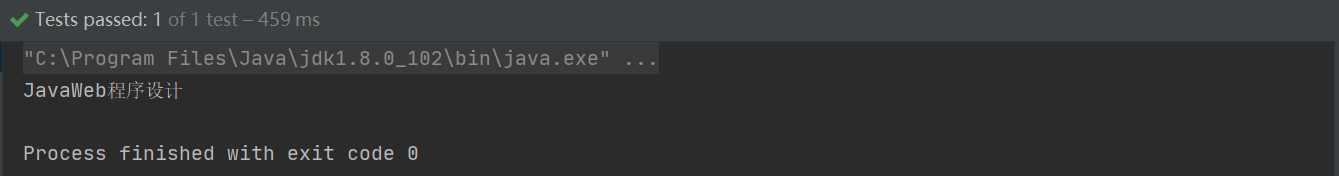 Tests passed: 1 of 1 test – 459 ms
"C:\Program Files\Java\jdk1.8.0_102\bin\java.exe" ...
JavaWeb程序设计
Process finished with exit code 0